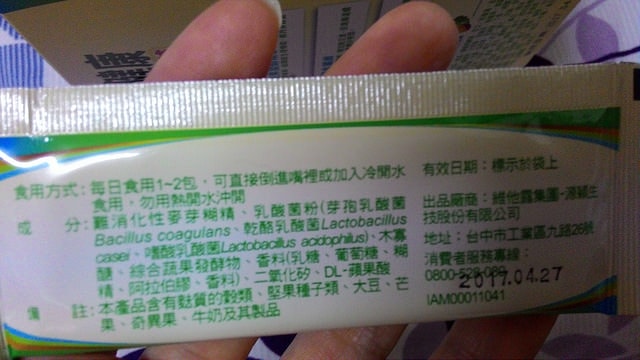 食用方式：每日食用1~2包，可直接倒進嘴裡或加入冷開水
食用，勿用熱開水沖開
成　　分：難消化性麥芽糊精、乳酸菌粉(芽孢乳酸菌
Bacillus coagulans、乾酪乳酸菌Lactobacillus
casei、嗜酸乳酸菌Lactobacillus acidophilus)、木寡
醣、綜合蔬果發酵物、香料(乳糖、葡萄糖、糊
精、阿拉伯膠、香料)、二氧化矽、DL-蘋果酸
備　　註：本產品含有麩質的穀類、堅果種子類、大豆、芒
果、奇異果、牛奶及其製品
有效日期：標示於袋上
出品廠商：維他露集團-源穎生
技股份有限公司
地址：台中市工業區九路26號
消費者服務專線：
0800-520-080
2017.04.27
IAM00011041